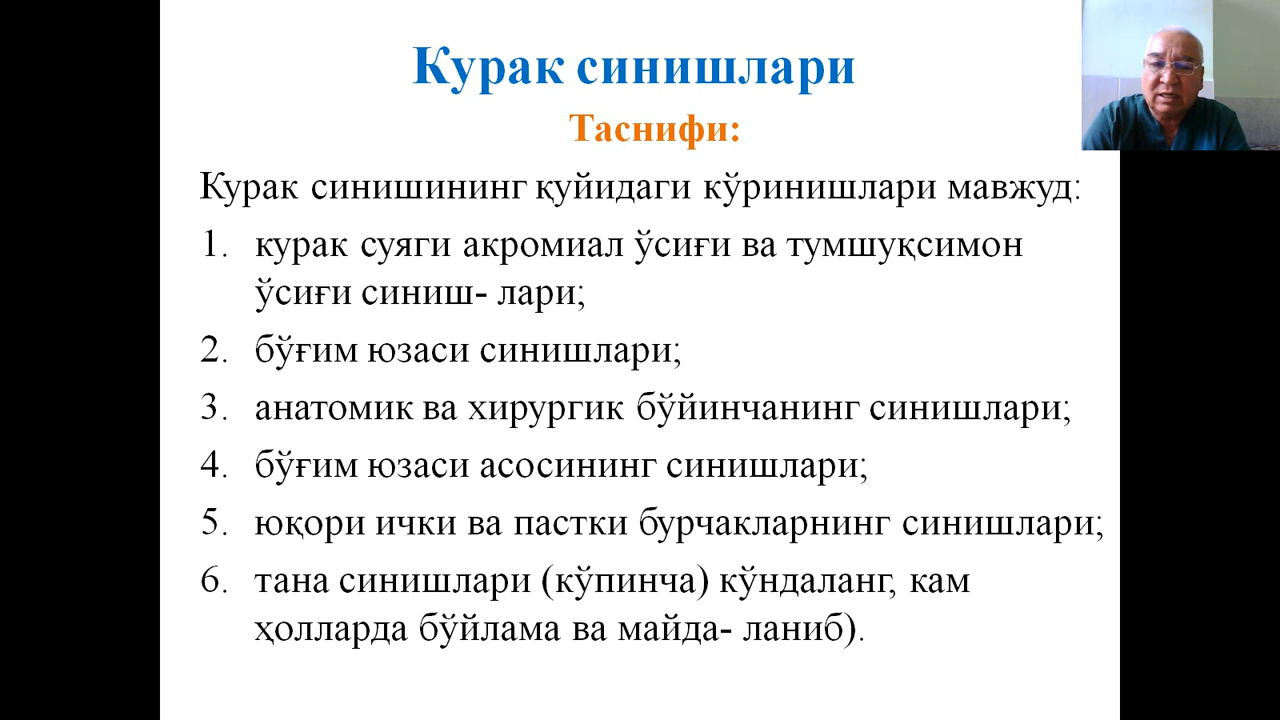 Курак синишлари
Таснифи:
Курак синишининг қуйидаги кўринишлари мавжуд:
1. курак суяги акромиал ўсиғи ва тумшуқсимон
ўсиғи синиш- лари;
2. бўғим юзаси синишлари;
3. анатомик ва хирургик бўйинчанинг синишлари;
4. бўғим юзаси асосининг синишлари;
5. юқори ички ва пастки бурчакларнинг синишлари;
6. тана синишлари (кўпинча) кўндаланг, кам
ҳолларда бўйлама ва майда- ланиб).